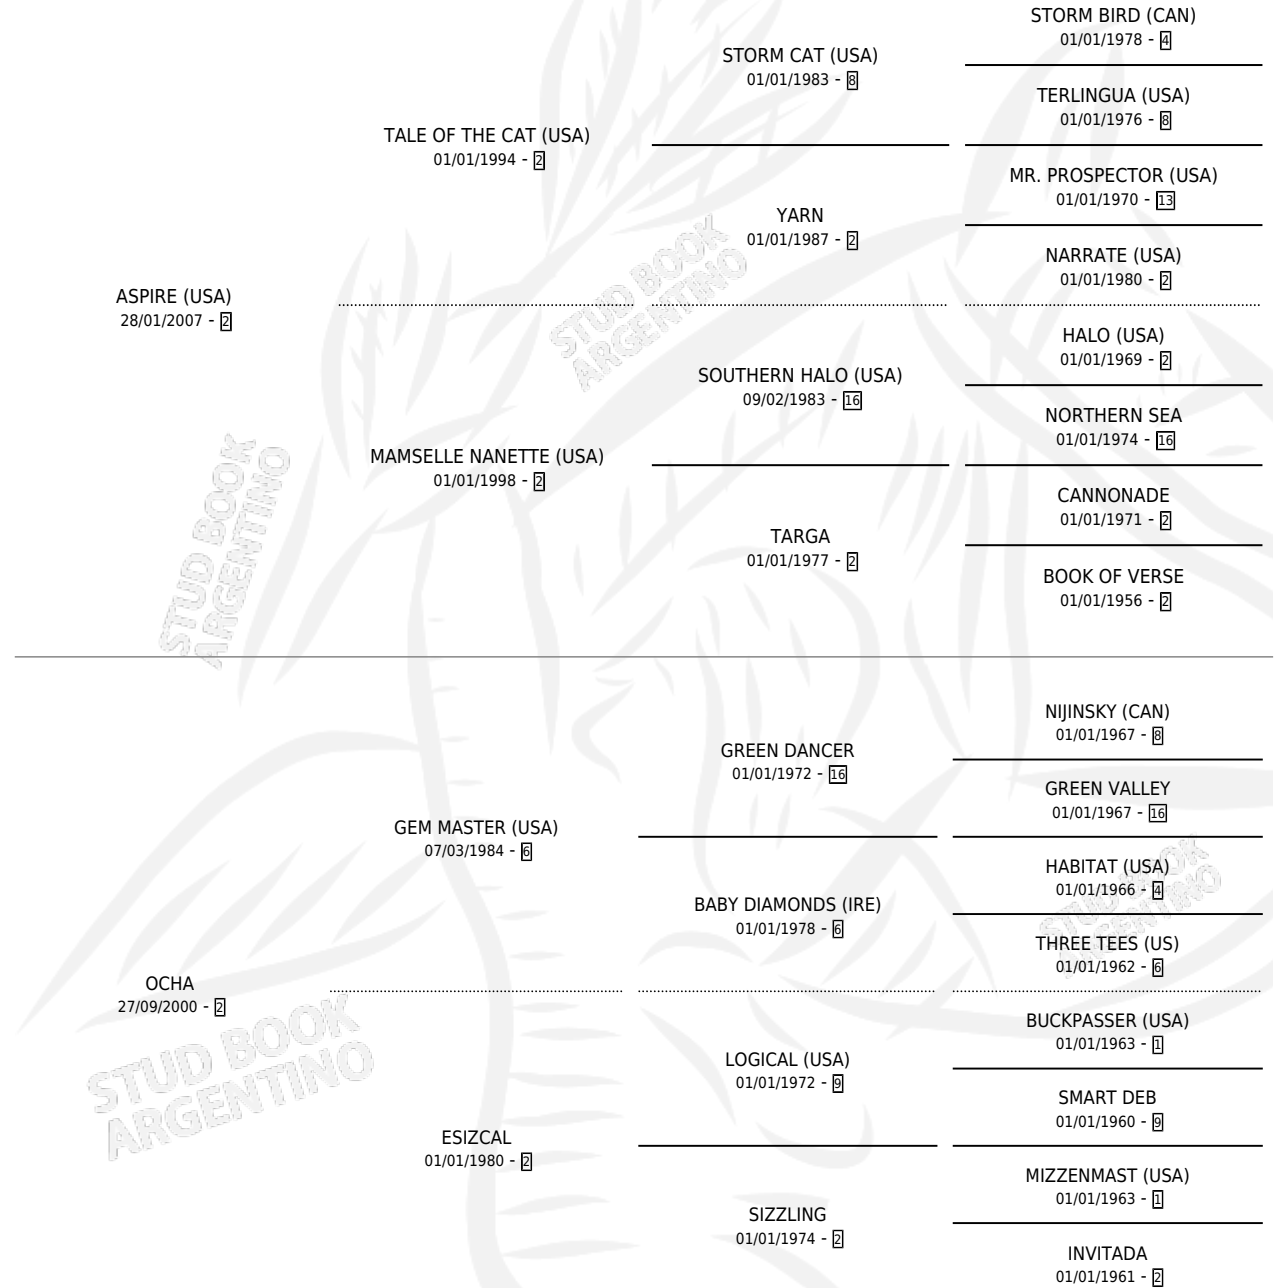 STORM BIRD (CAN)
01/01/1978 - 4
STORM CAT (USA)
01/01/1983 - 8
TERLINGUA (USA)
01/01/1976 - 8
TALE OF THE CAT (USA)
01/01/1994 - 2
MR. PROSPECTOR (USA)
01/01/1970 - 13
YARN
01/01/1987 - 2
NARRATE (USA)
01/01/1980 - 2
ASPIRE (USA)
28/01/2007 - 2
HALO (USA)
01/01/1969 - 2
SOUTHERN HALO (USA)
09/02/1983 - 16
NORTHERN SEA
01/01/1974 - 16
MAMSELLE NANETTE (USA)
01/01/1998 - 2
CANNONADE
01/01/1971 - 2
TARGA
01/01/1977 - 2
BOOK OF VERSE
01/01/1956 - 2
NIJINSKY (CAN)
01/01/1967 - 8
GREEN DANCER
01/01/1972 - 16
GREEN VALLEY
01/01/1967 - 16
GEM MASTER (USA)
07/03/1984 - 6
HABITAT (USA)
01/01/1966 - 4
BABY DIAMONDS (IRE)
01/01/1978 - 6
THREE TEES (US)
01/01/1962 - 6
OCHA
27/09/2000 - 2
BUCKPASSER (USA)
01/01/1963 - 1
LOGICAL (USA)
01/01/1972 - 9
SMART DEB
01/01/1960 - 9
ESIZCAL
01/01/1980 - 2
MIZZENMAST (USA)
01/01/1963 - 1
SIZZLING
01/01/1974 - 2
INVITADA
01/01/1961 - 2
STUD BOOK
ARGENTINO
STUD BOOK
ARGENTINO
STUD BOOK
ARGENTINO
STUD BOOK
ARGENTINO